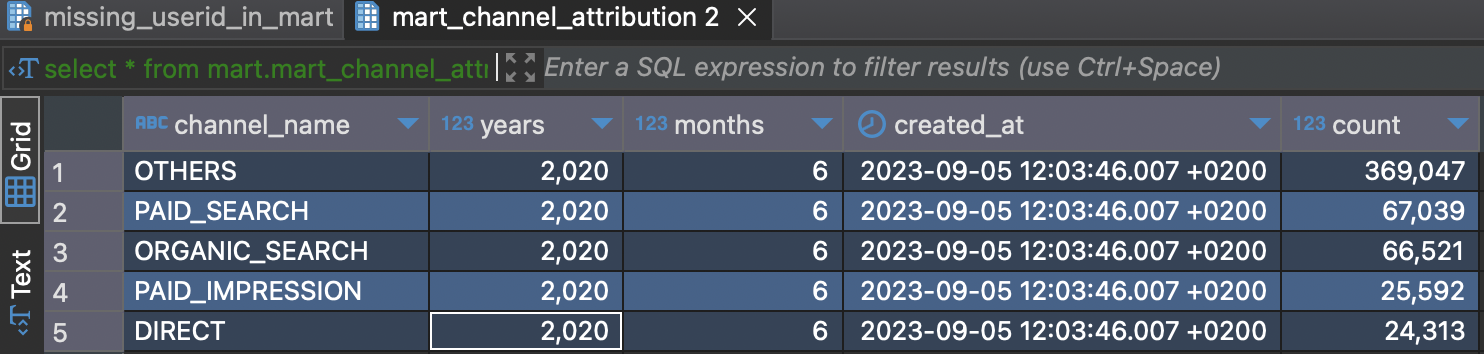 missing_userid_in_mart mart_channel_attribution 2
select * from mart.mart_channel_attr Enter a SQL expression to filter results (use Ctrl+Space)
Grid
Text
ABC channel_name 123 years 123 months created_at 123 count
1 OTHERS 2,020 6 2023-09-05 12:03:46.007 +0200 369,047
2 PAID_SEARCH 2,020 6 2023-09-05 12:03:46.007 +0200 67,039
3 ORGANIC_SEARCH 2,020 6 2023-09-05 12:03:46.007 +0200 66,521
4 PAID_IMPRESSION 2,020 6 2023-09-05 12:03:46.007 +0200 25,592
5 DIRECT 2,020 6 2023-09-05 12:03:46.007 +0200 24,313